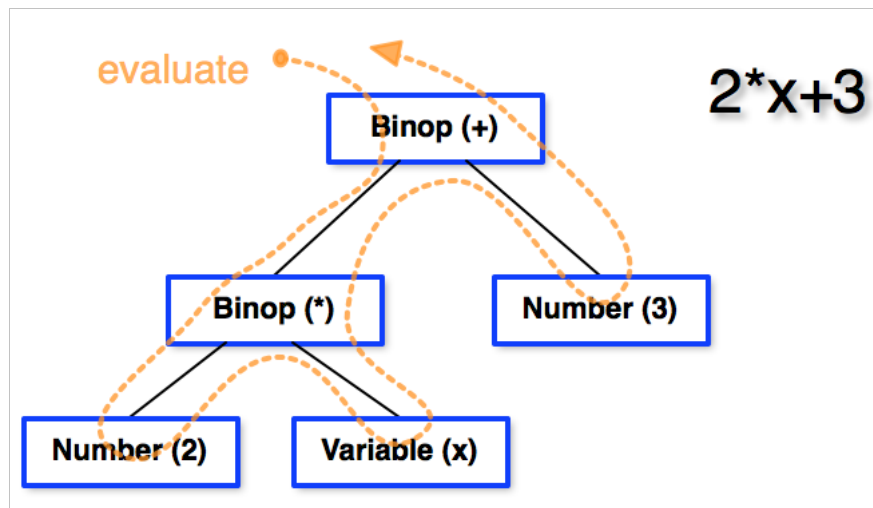 evaluate
2*x+3
Binop (+)
Binop (*)
Number (3)
Number (2)
Variable (x)